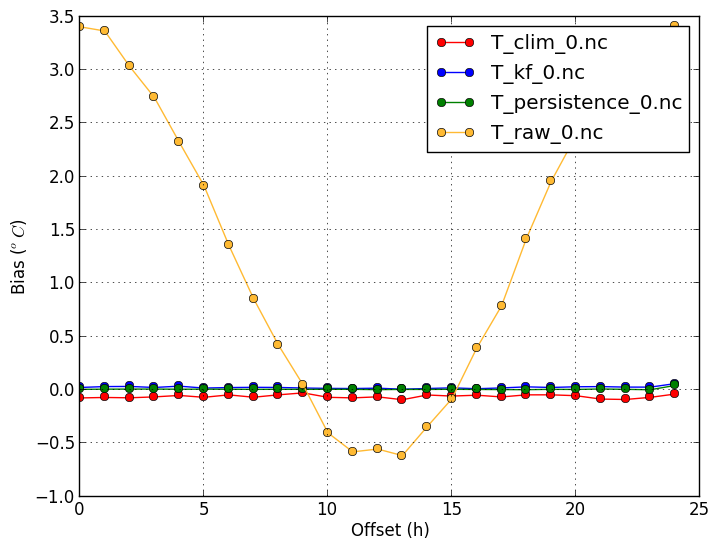 3.5
3.0
2.5
2.0
1.5
1.0
0.5
0.0
−0.5
−1.0
Bias (° C)
0 5 10 15 20 25
Offset (h)
T_clim_0.nc
T_kf_0.nc
T_persistence_0.nc
T_raw_0.nc